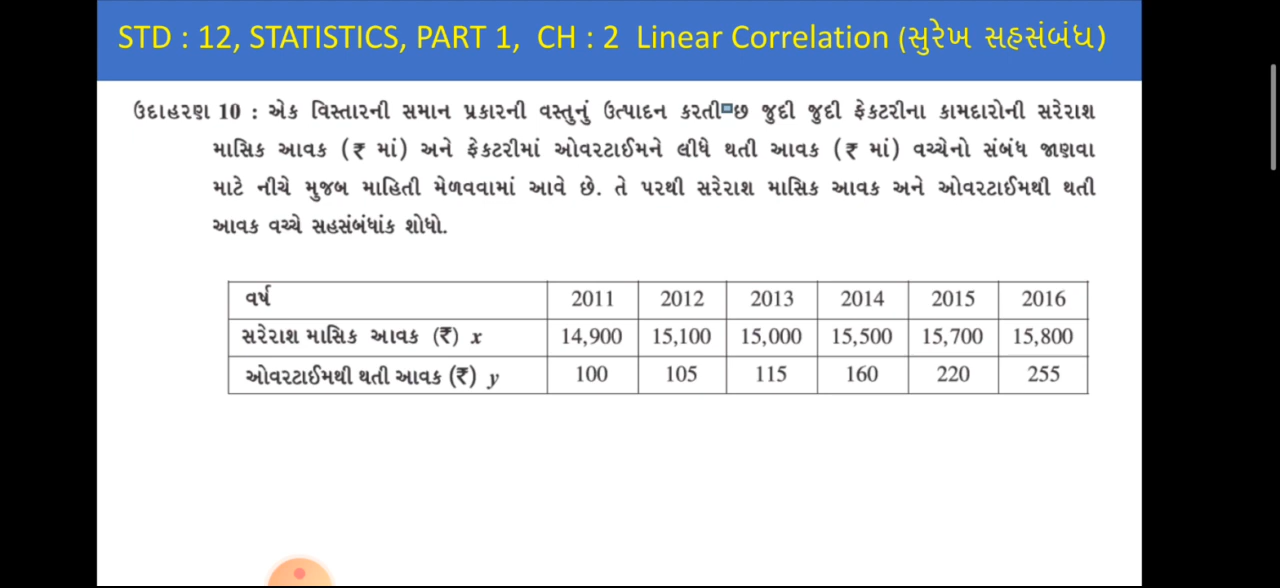 STD : 12, STATISTICS, PART 1, CH : 2 Linear Correlation (સુરેખ સહસંબંધ)
ઉદાહરણ 10 : એક વિસ્તારની સમાન પ્રકારની વસ્તુનું ઉત્પાદન કરતી છ જુદી જુદી ફેક્ટરીના કામદારોની સરેરાશ
માસિક આવક (₹ માં) અને ફેક્ટરીમાં ઓવરટાઈમને લીધે થતી આવક (₹ માં) વચ્ચેનો સંબંધ જાણવા
માટે નીચે મુજબ માહિતી મેળવવામાં આવે છે. તે પરથી સરેરાશ માસિક આવક અને ઓવરટાઈમથી થતી
આવક વચ્ચે સહસંબંધાંક શોધો.
વર્ષ 2011 2012 2013 2014 2015 2016
સરેરાશ માસિક આવક (₹) x 14,900 15,100 15,000 15,500 15,700 15,800
ઓવરટાઈમથી થતી આવક (₹) y 100 105 115 160 220 255